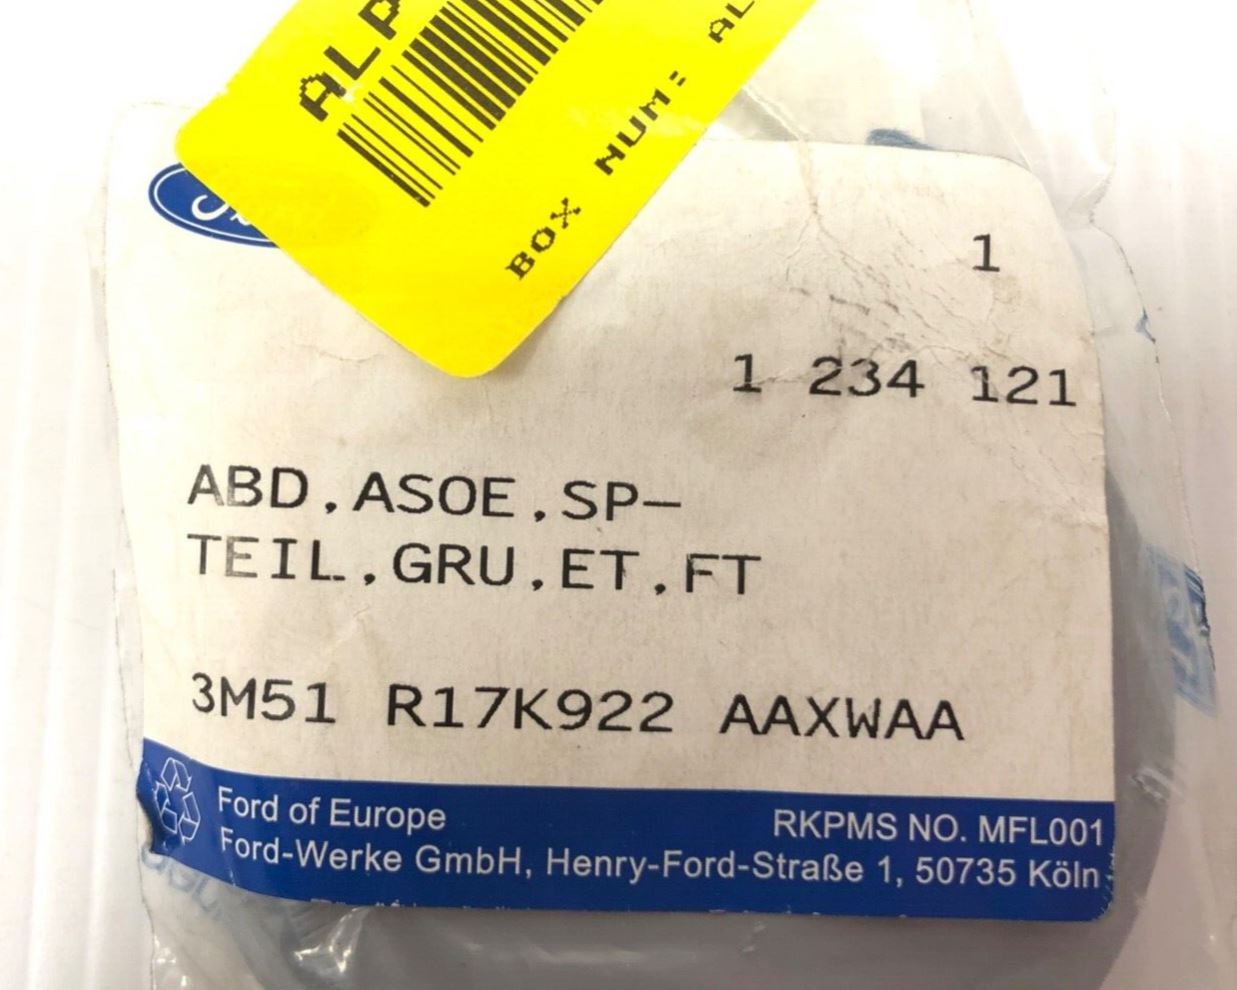 ALP
BOX NUM: AL
1
1 234 121
ABD,ASOE,SP-
TEIL,GRU,ET,FT
3M51 R17K922 AAXWAA
Ford of Europe
RKPMS NO. MFL001
Ford-Werke GmbH, Henry-Ford-Straße 1, 50735 Köln